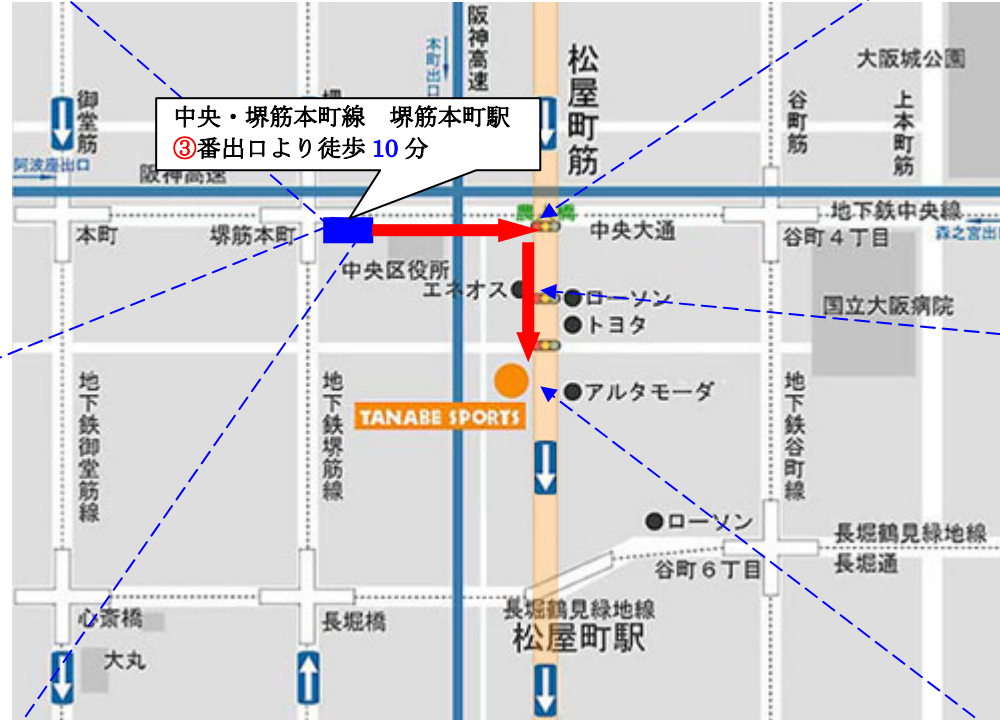 阪神高速
本町出口
松屋町筋
大阪城公園
御堂筋
堺
谷町筋
上本町筋
中央・堺筋本町線 堺筋本町駅
③番出口より徒歩 10 分
阿波座出口
阪神高速
農 橋
地下鉄中央線
本町
堺筋本町
中央大通
谷町４丁目
森之宮出口
中央区役所
エネオス
ローソン
国立大阪病院
トヨタ
地下鉄御堂筋線
地下鉄堺筋線
アルタモーダ
地下鉄谷町線
TANABE SPORTS
ローソン
長堀鶴見緑地線
長堀通
谷町６丁目
心斎橋
長堀橋
長堀鶴見緑地線
松屋町駅
大丸